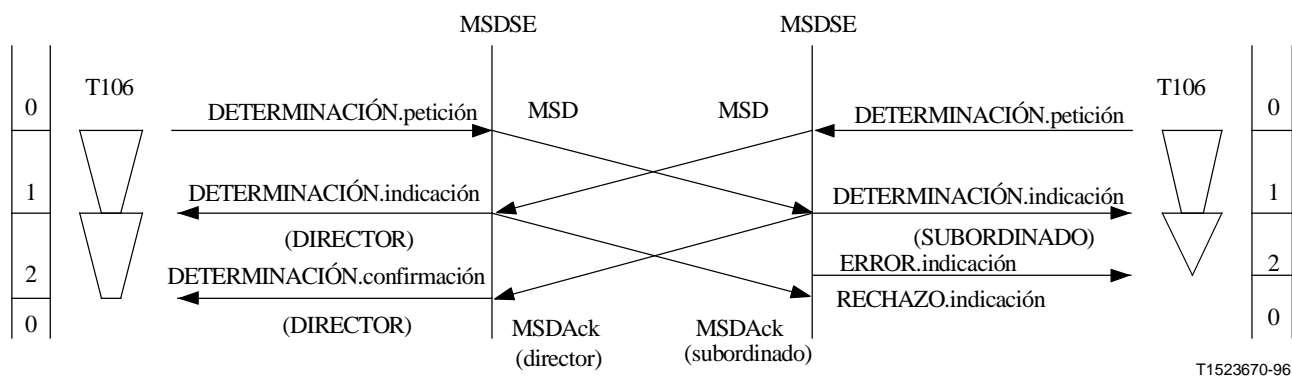 MSDSE MSDSE
T106 T106
0 DETERMINACIÓN.petición MSD MSD DETERMINACIÓN.petición 0
1 DETERMINACIÓN.indicación DETERMINACIÓN.indicación 1
(DIRECTOR) (SUBORDINADO)
2 DETERMINACIÓN.confirmación ERROR.indicación 2
RECHAZO.indicación
0 (DIRECTOR) MSDAck MSDAck 0
(director) (subordinado)
T1523670-96